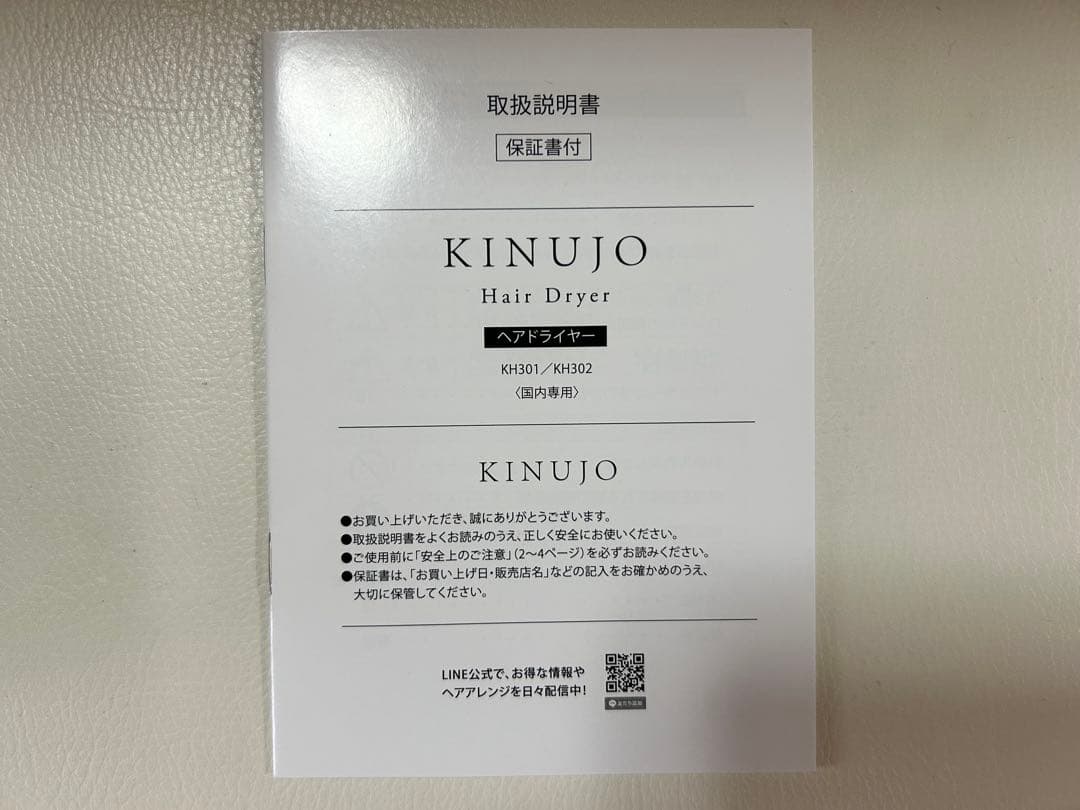 取扱説明書
保証書付
KINUJO
Hair Dryer
ヘアドライヤー
KH301／KH302
〈国内専用〉
KINUJO
●お買い上げいただき、誠にありがとうございます。
●取扱説明書をよくお読みのうえ、正しく安全にお使いください。
●ご使用前に「安全上のご注意」（2〜4ページ）を必ずお読みください。
●保証書は、「お買い上げ日・販売店名」などの記入をお確かめのうえ、
大切に保管してください。
LINE公式で、お得な情報や
ヘアアレンジを日々配信中！
友だち追加